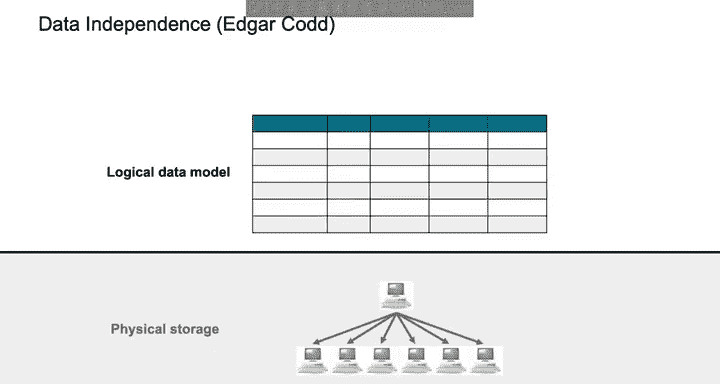 Data Independence (Edgar Codd)
Logical data model
Physical storage